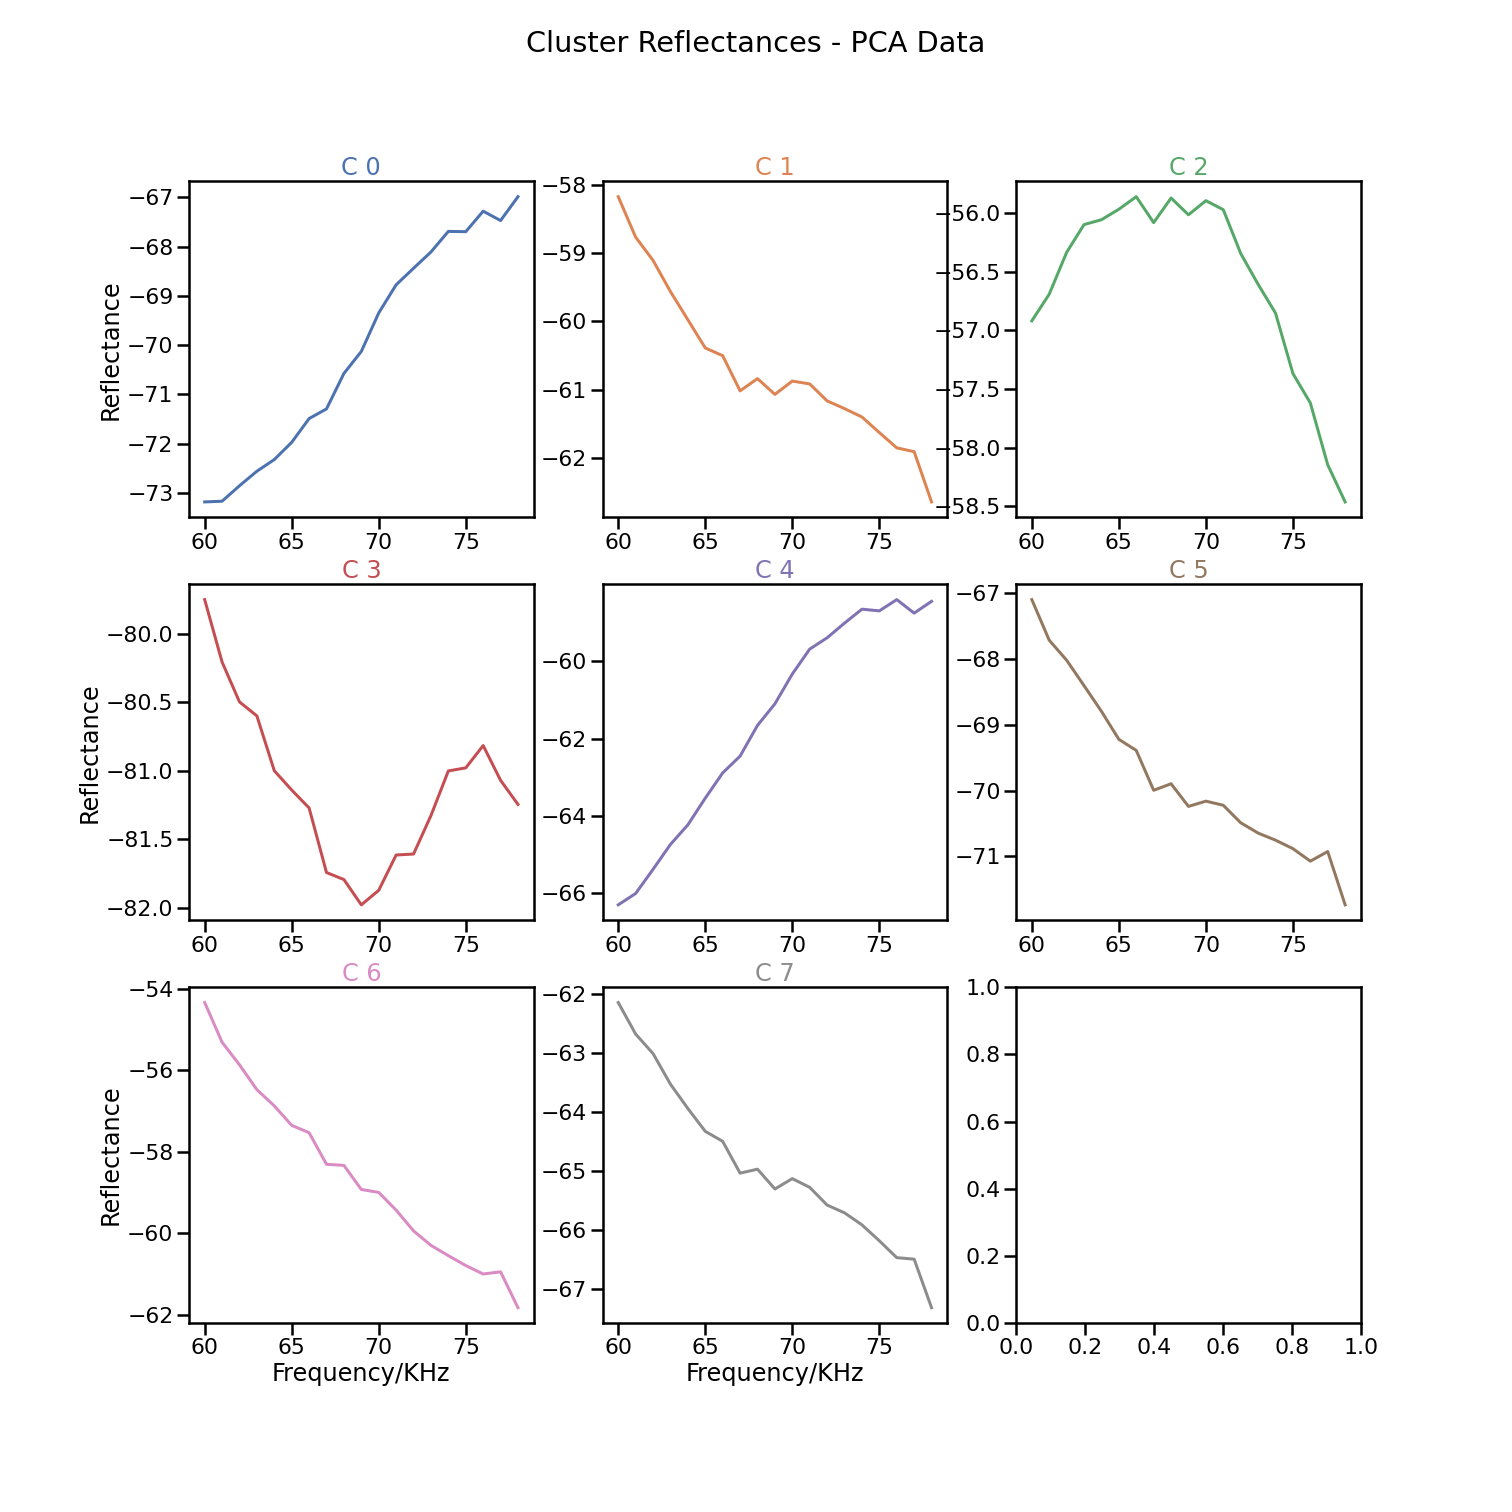 Cluster Reflectances - PCA Data
C 0
−67
−68
−69
−70
−71
−72
−73
Reflectance
60 65 70 75
C 1
−58
−59
−60
−61
−62
60 65 70 75
C 2
−56.0
−56.5
−57.0
−57.5
−58.0
−58.5
60 65 70 75
C 3
−80.0
−80.5
−81.0
−81.5
−82.0
Reflectance
60 65 70 75
C 4
−60
−62
−64
−66
60 65 70 75
C 5
−67
−68
−69
−70
−71
60 65 70 75
C 6
−54
−56
−58
−60
−62
Reflectance
60 65 70 75
Frequency/KHz
C 7
−62
−63
−64
−65
−66
−67
60 65 70 75
Frequency/KHz
1.0
0.8
0.6
0.4
0.2
0.0
0.0 0.2 0.4 0.6 0.8 1.0